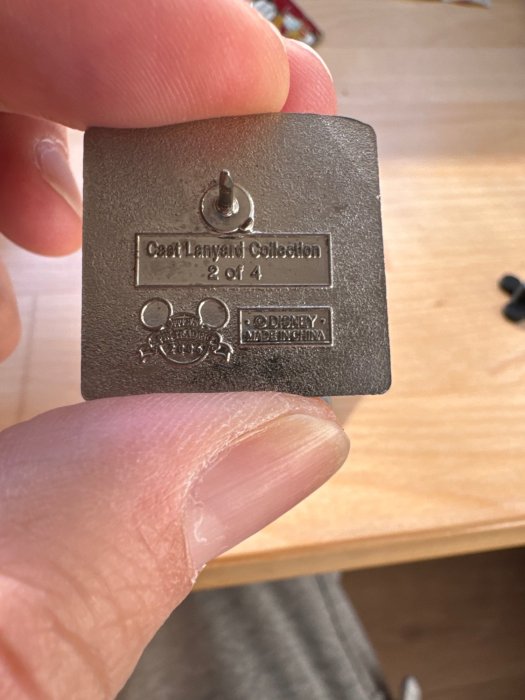 Cast Lanyard Collection
2 of 4
©DISNEY
MADE IN CHINA